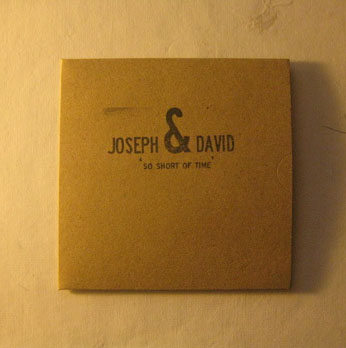 JOSEPH & DAVID
"SO SHORT OF TIME"